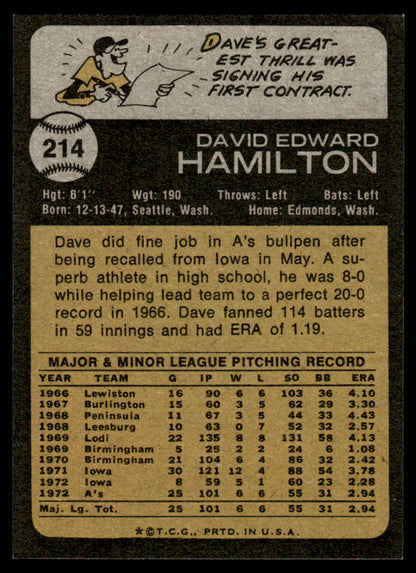 DAVE'S GREAT-
EST THRILL WAS
SIGNING HIS
FIRST CONTRACT.
214
DAVID EDWARD
HAMILTON
Hgt: 6'1" Wgt: 190 Throws: Left Bats: Left
Born: 12-13-47, Seattle, Wash. Home: Edmonds, Wash.
Dave did fine job in A's bullpen after
being recalled from Iowa in May. A su-
perb athlete in high school, he was 8-0
while helping lead team to a perfect 20-0
record in 1966. Dave fanned 114 batters
in 59 innings and had ERA of 1.19.
MAJOR & MINOR LEAGUE PITCHING RECORD
YEAR TEAM G IP W L SO BB ERA
1966 Lewiston 16 90 6 6 103 36 4.10
1967 Burlington 15 60 3 5 62 29 3.30
1968 Peninsula 11 67 3 5 44 33 4.43
1968 Leesburg 10 63 0 7 52 32 2.57
1969 Lodi 22 135 8 8 131 58 4.13
1969 Birmingham 5 25 2 2 24 6 1.08
1970 Birmingham 21 104 6 4 86 32 2.42
1971 Iowa 30 121 12 4 88 54 3.78
1972 Iowa 8 59 5 1 60 23 2.28
1972 A's 25 101 6 6 55 31 2.94
Maj. Lg. Tot. 25 101 6 6 55 31 2.94
*©T.C.G., PRTD. IN U.S.A.